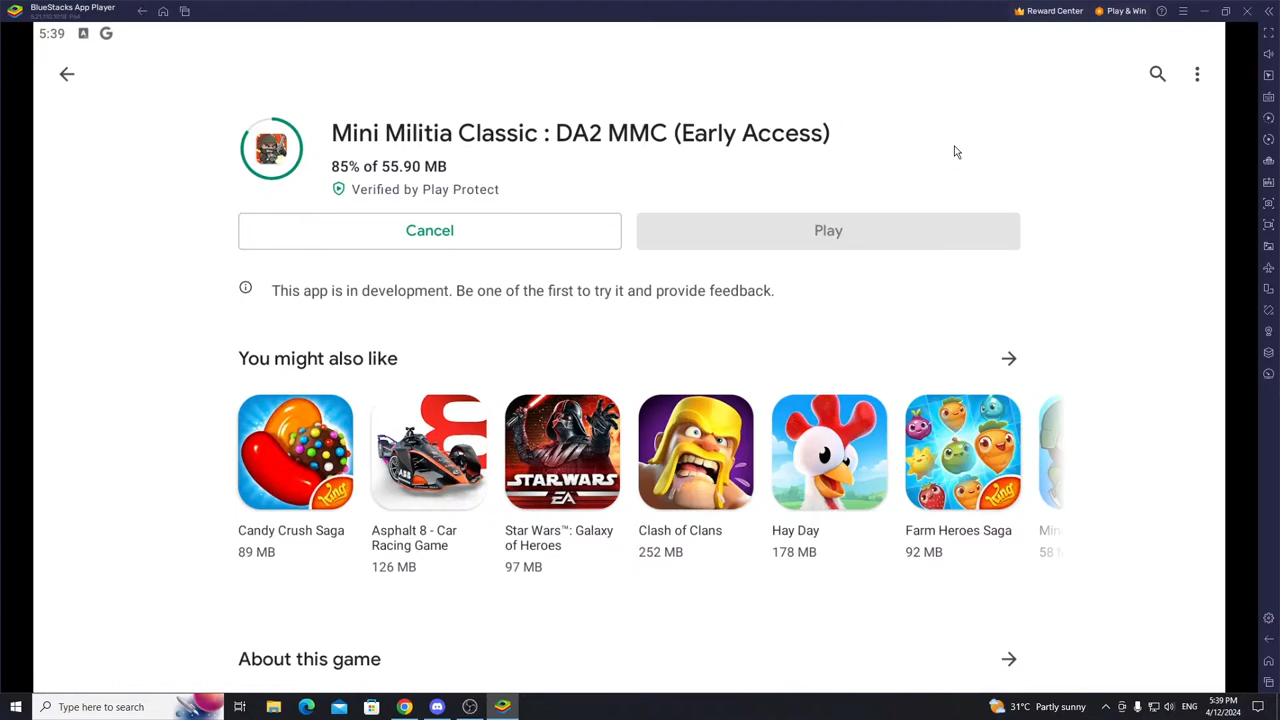 BlueStacks App Player
Reward Center
Play & Win
5:39
Mini Militia Classic : DA2 MMC (Early Access)
85% of 55.90 MB
Verified by Play Protect
Cancel
Play
This app is in development. Be one of the first to try it and provide feedback.
You might also like
STAR WARS
EA
King
King
Candy Crush Saga
89 MB
Asphalt 8 - Car
Racing Game
126 MB
Star Wars™: Galaxy
of Heroes
97 MB
Clash of Clans
252 MB
Hay Day
178 MB
Farm Heroes Saga
92 MB
About this game
Type here to search
31°C Partly sunny
ENG
5:39 PM
4/12/2024